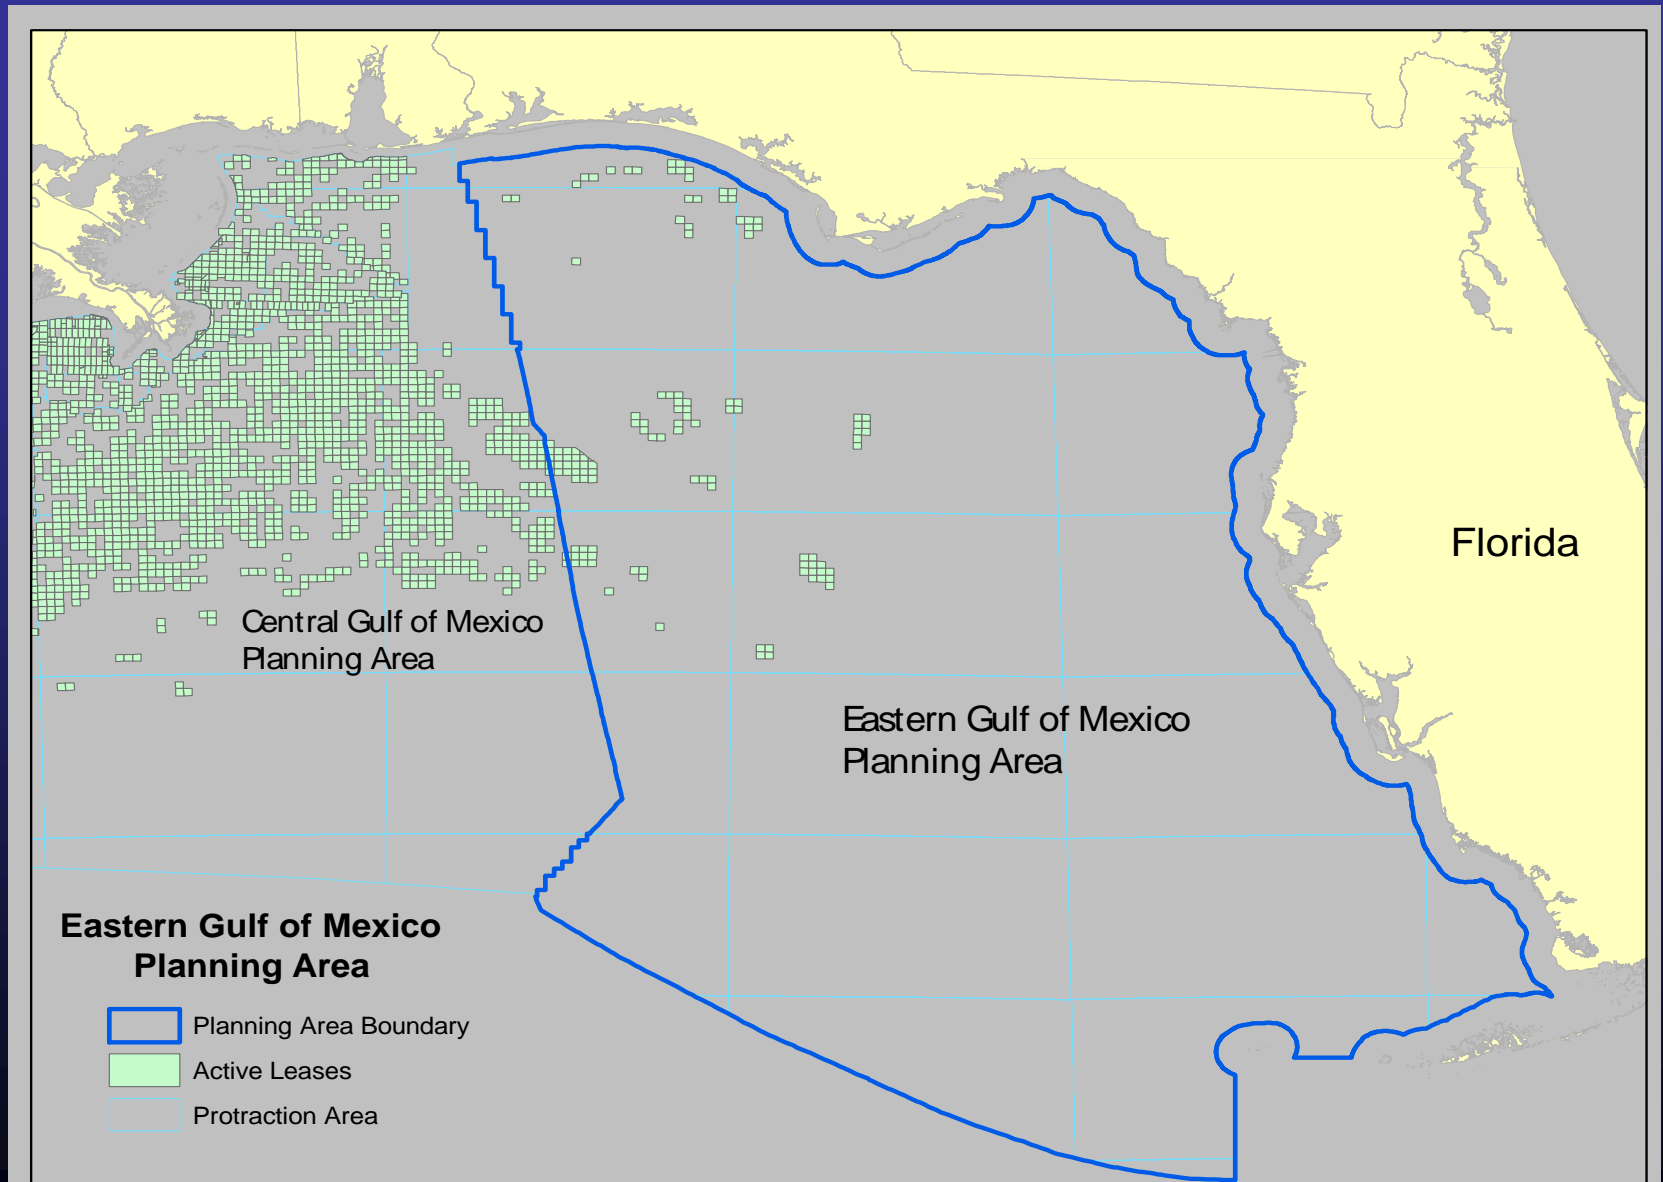 Florida
Central Gulf of Mexico
Planning Area
Eastern Gulf of Mexico
Planning Area
Eastern Gulf of Mexico
Planning Area
Planning Area Boundary
Active Leases
Protraction Area